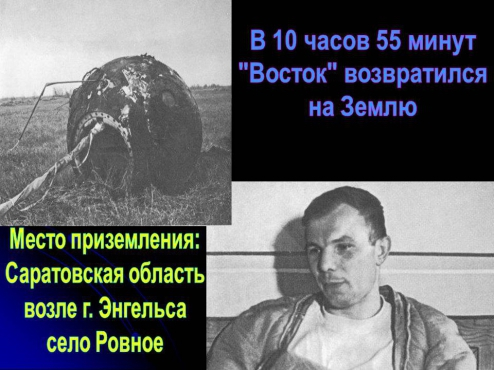 В 10 часов 55 минут
"Восток" возвратился
на Землю
Место приземления:
Саратовская область
возле г. Энгельса
село Ровное